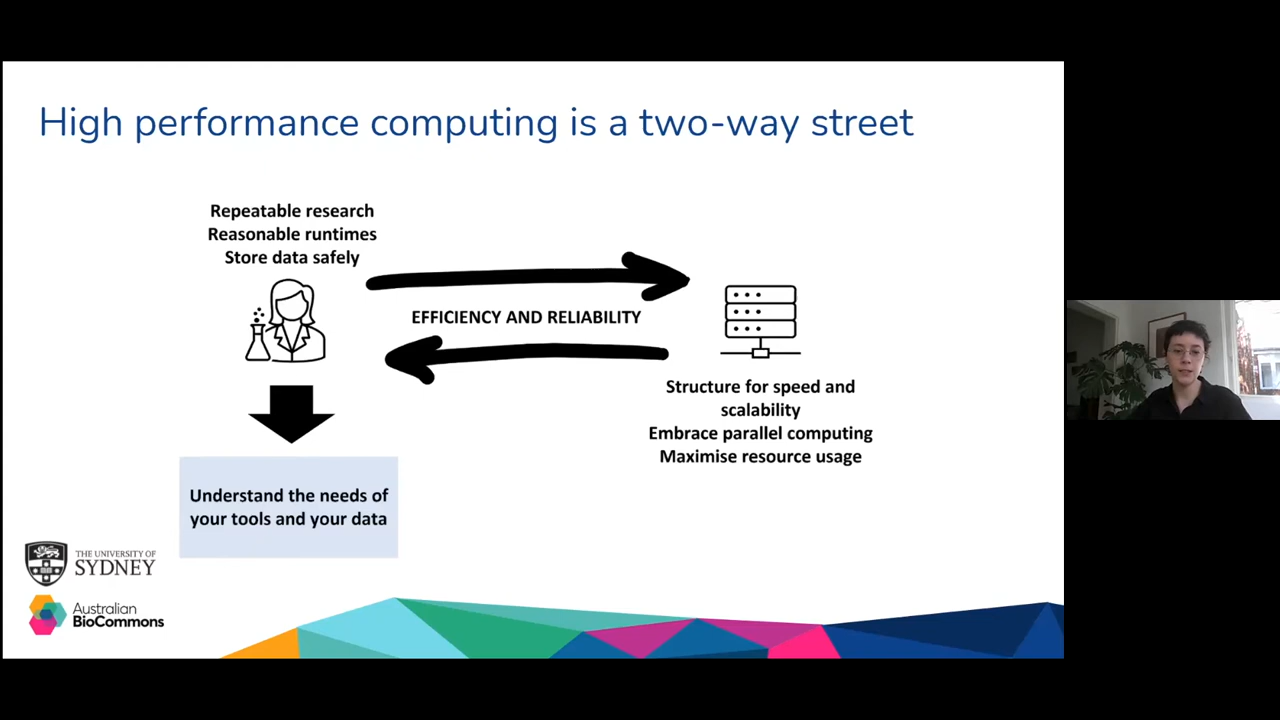 High performance computing is a two-way street
Repeatable research
Reasonable runtimes
Store data safely
EFFICIENCY AND RELIABILITY
Structure for speed and
scalability
Embrace parallel computing
Maximise resource usage
Understand the needs of
your tools and your data
THE UNIVERSITY OF
SYDNEY
Australian
BioCommons